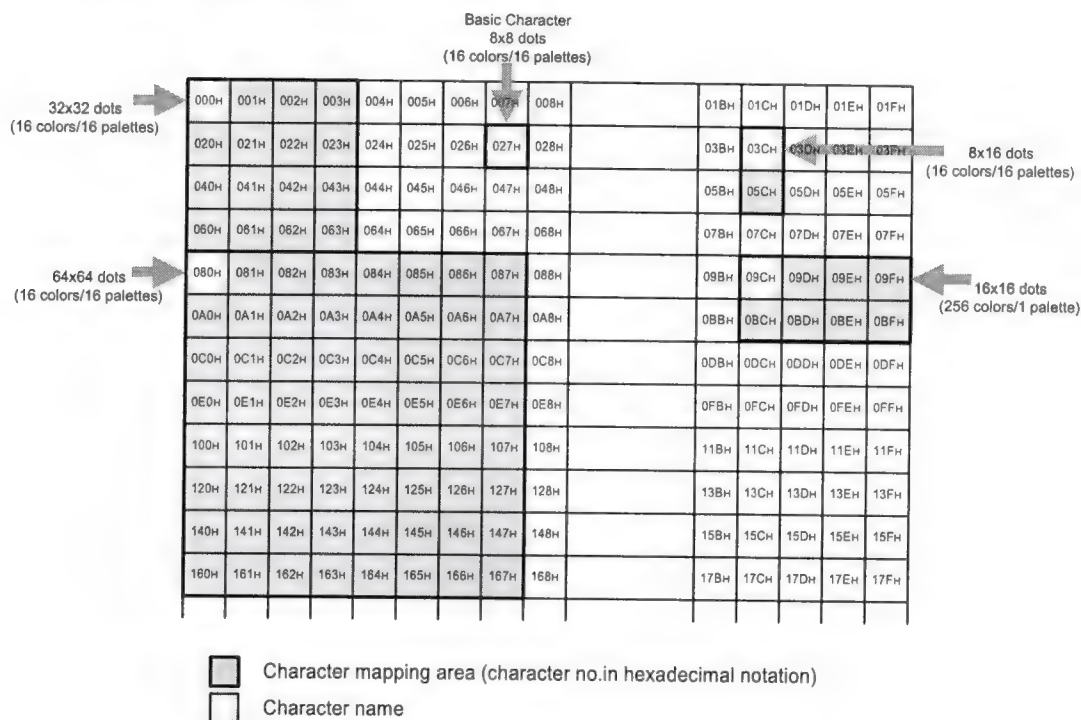 Basic Character
8x8 dots
(16 colors/16 palettes)
32x32 dots
(16 colors/16 palettes)
000H 001H 002H 003H 004H 005H 006H 007H 008H 01BH 01CH 01DH 01EH 01FH
020H 021H 022H 023H 024H 025H 026H 027H 028H 03BH 03CH 03DH 03EH 03FH
8x16 dots
(16 colors/16 palettes)
040H 041H 042H 043H 044H 045H 046H 047H 048H 05BH 05CH 05DH 05EH 05FH
060H 061H 062H 063H 064H 065H 066H 067H 068H 07BH 07CH 07DH 07EH 07FH
64x64 dots
(16 colors/16 palettes)
080H 081H 082H 083H 084H 085H 086H 087H 088H 09BH 09CH 09DH 09EH 09FH
16x16 dots
(256 colors/1 palette)
0A0H 0A1H 0A2H 0A3H 0A4H 0A5H 0A6H 0A7H 0A8H 0BBH 0BCH 0BDH 0BEH 0BFH
0C0H 0C1H 0C2H 0C3H 0C4H 0C5H 0C6H 0C7H 0C8H 0DBH 0DCH 0DDH 0DEH 0DFH
0E0H 0E1H 0E2H 0E3H 0E4H 0E5H 0E6H 0E7H 0E8H 0FBH 0FCH 0FDH 0FEH 0FFH
100H 101H 102H 103H 104H 105H 106H 107H 108H 11BH 11CH 11DH 11EH 11FH
120H 121H 122H 123H 124H 125H 126H 127H 128H 13BH 13CH 13DH 13EH 13FH
140H 141H 142H 143H 144H 145H 146H 147H 148H 15BH 15CH 15DH 15EH 15FH
160H 161H 162H 163H 164H 165H 166H 167H 168H 17BH 17CH 17DH 17EH 17FH
Character mapping area (character no.in hexadecimal notation)
Character name